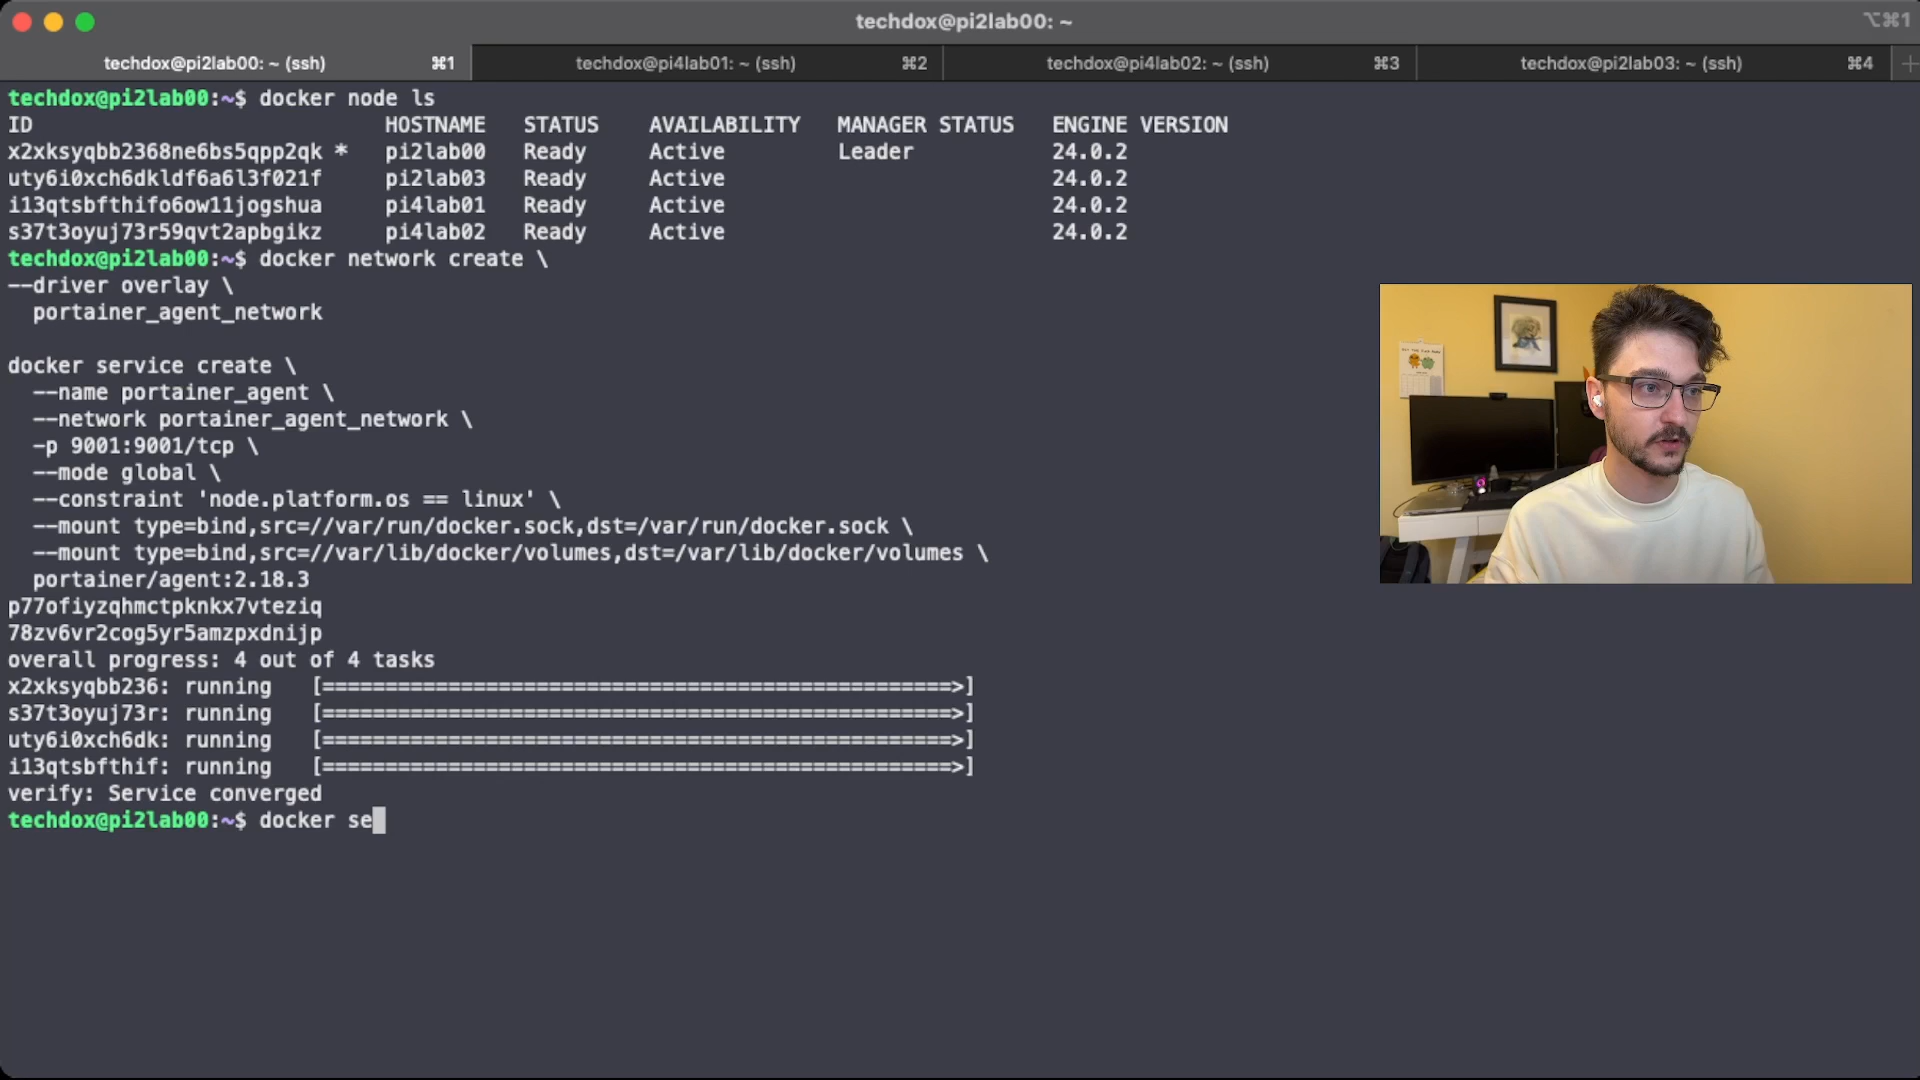 techdox@pi2lab00: ~
⌥⌘1
techdox@pi2lab00: ~ (ssh) ⌘1
techdox@pi4lab01: ~ (ssh) ⌘2
techdox@pi4lab02: ~ (ssh) ⌘3
techdox@pi2lab03: ~ (ssh) ⌘4
techdox@pi2lab00:~$ docker node ls
ID HOSTNAME STATUS AVAILABILITY MANAGER STATUS ENGINE VERSION
x2xksyqbb2368ne6bs5qpp2qk * pi2lab00 Ready Active Leader 24.0.2
uty6i0xch6dkldf6a6l3f021f pi2lab03 Ready Active 24.0.2
i13qtsbfthifo6ow11jogshua pi4lab01 Ready Active 24.0.2
s37t3oyuj73r59qvt2apbgikz pi4lab02 Ready Active 24.0.2
techdox@pi2lab00:~$ docker network create \
--driver overlay \
portainer_agent_network
docker service create \
--name portainer_agent \
--network portainer_agent_network \
-p 9001:9001/tcp \
--mode global \
--constraint 'node.platform.os == linux' \
--mount type=bind,src=//var/run/docker.sock,dst=/var/run/docker.sock \
--mount type=bind,src=//var/lib/docker/volumes,dst=/var/lib/docker/volumes \
portainer/agent:2.18.3
p77ofiyzqhmctpknkx7vteziq
78zv6vr2cog5yr5amzpxdnijp
overall progress: 4 out of 4 tasks
x2xksyqbb236: running [==================================================>]
s37t3oyuj73r: running [==================================================>]
uty6i0xch6dk: running [==================================================>]
i13qtsbfthif: running [==================================================>]
verify: Service converged
techdox@pi2lab00:~$ docker se